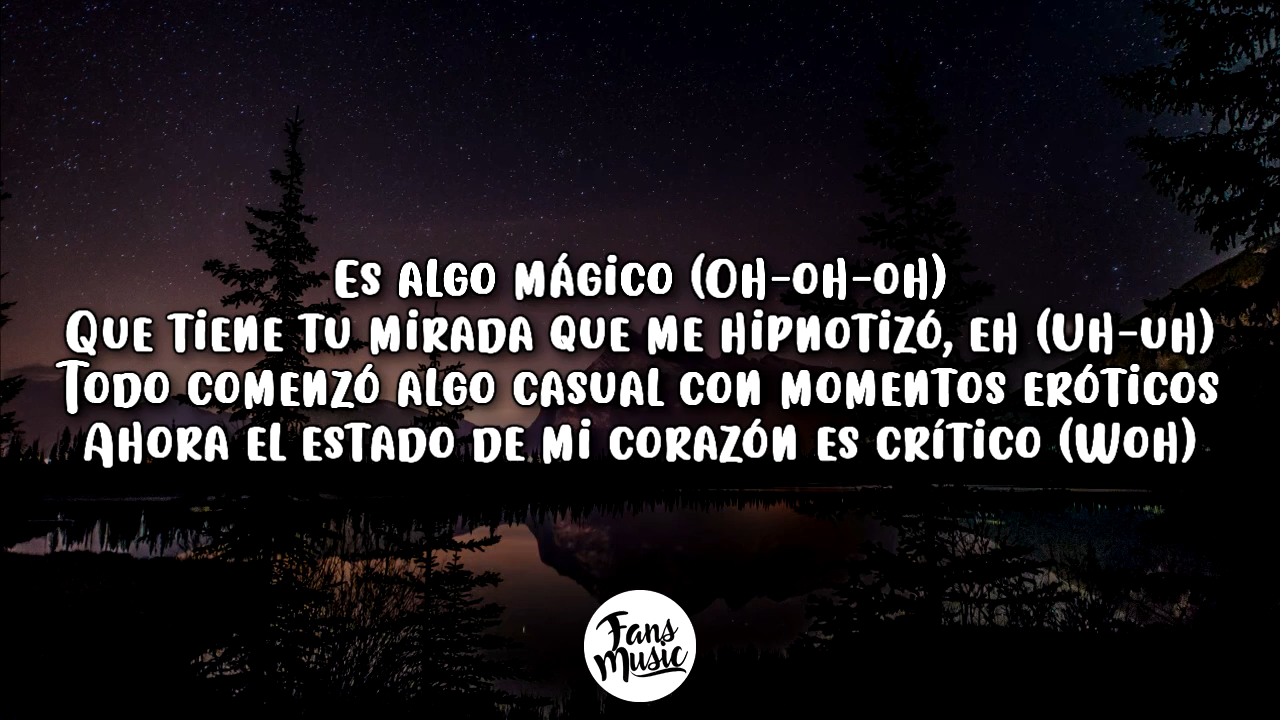 Es algo mágico (Oh-oh-oh)
Que tiene tu mirada que me hipnotizó, eh (Uh-uh)
Todo comenzó algo casual con momentos eróticos
Ahora el estado de mi corazón es crítico (Woh)
Fans
Music